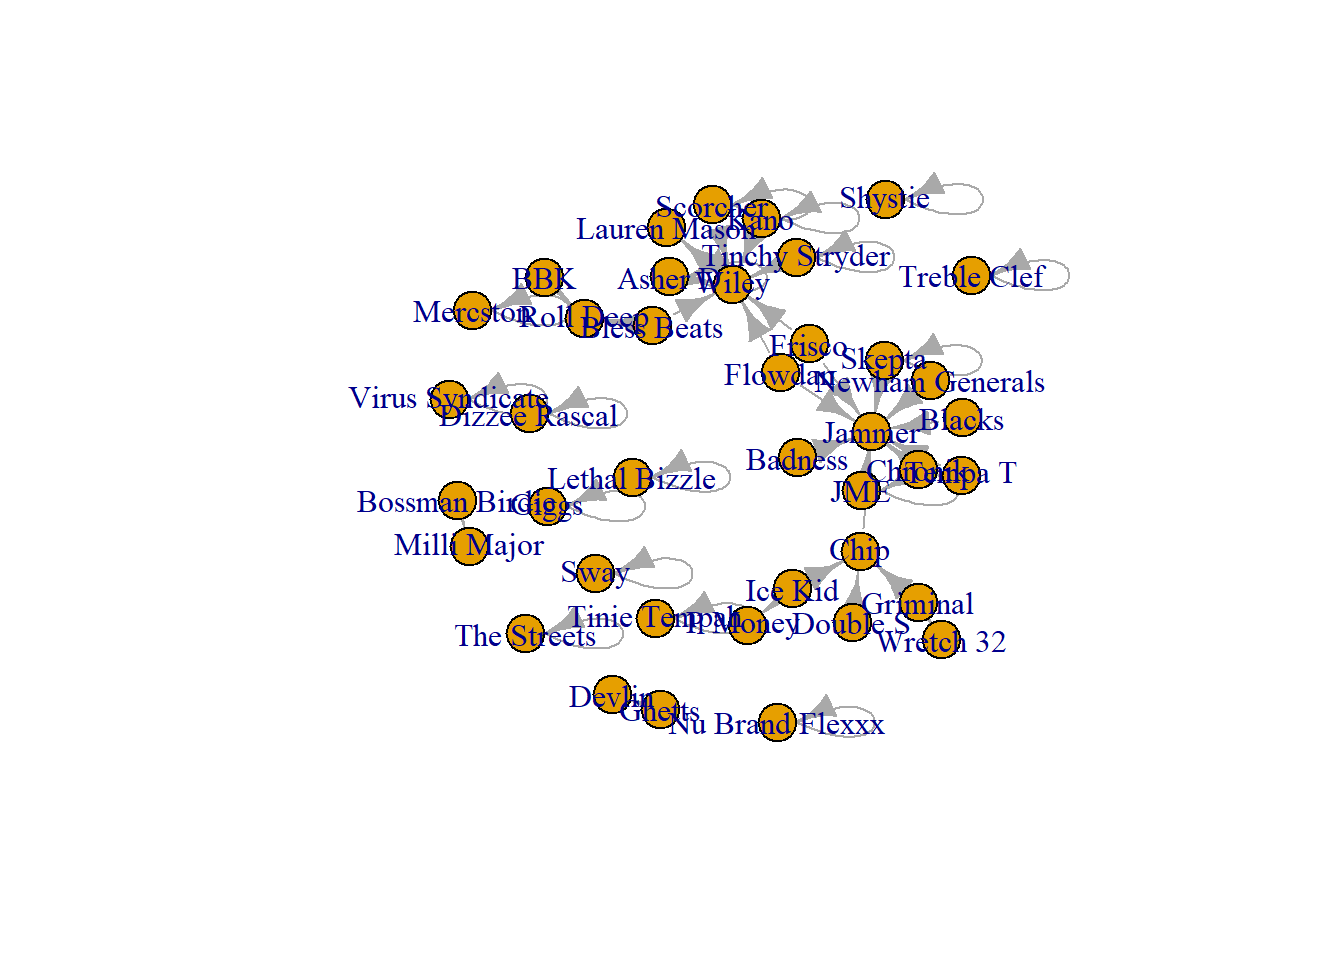 Shystie
Scorcher
Kano
Lauren Mason
Tinchy Stryder
Asher D
Wiley
Treble Clef
BBK
Mercston
Roll Deep
Bless Beats
Frisco
Skepta
Flowdan
Newham Generals
Virus Syndicate
Dizzee Rascal
Blacks
Jammer
Badness
Chronik
Tempa T
JME
Lethal Bizzle
Bossman Birdie
Giggs
Milli Major
Chip
Sway
Ice Kid
Griminal
Tinie Tempah
P Money
Double S
The Streets
Wretch 32
Devlin
Ghetts
Nu Brand Flexxx